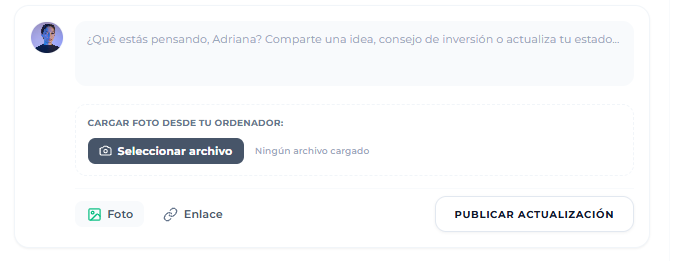 ¿Qué estás pensando, Adriana? Comparte una idea, consejo de inversión o actualiza tu estado...
CARGAR FOTO DESDE TU ORDENADOR:
Seleccionar archivo
Ningún archivo cargado
Foto
Enlace
PUBLICAR ACTUALIZACIÓN